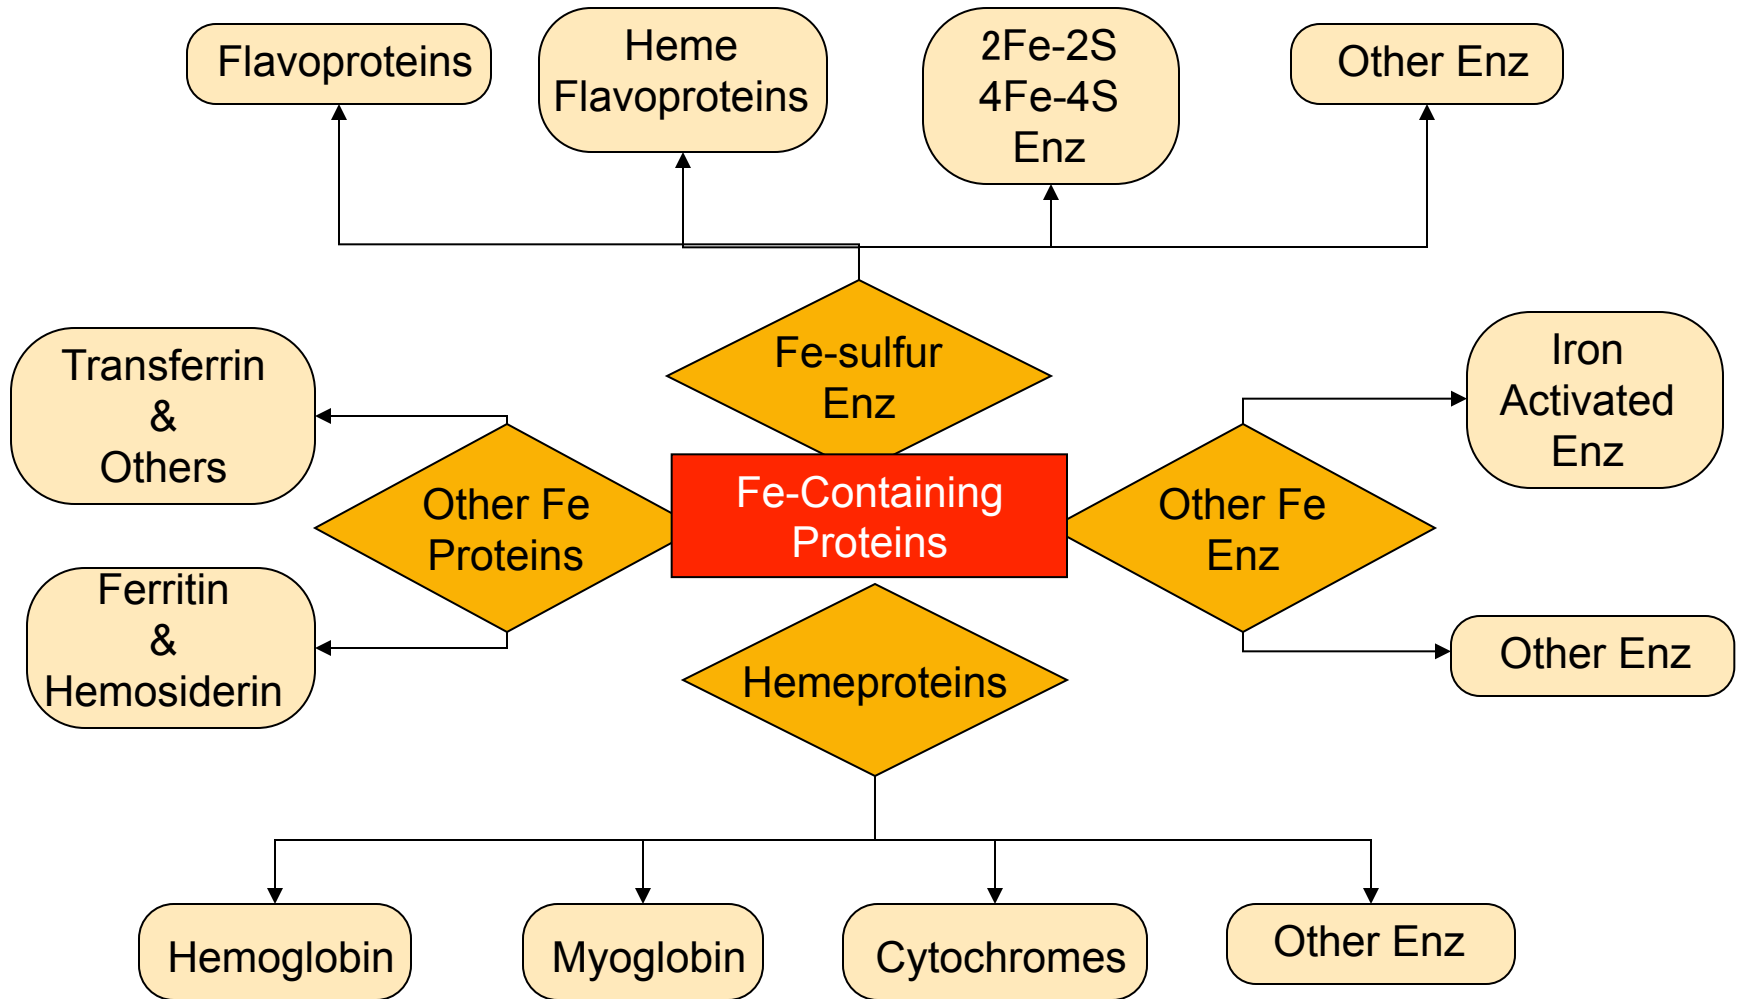 Flavoproteins
Heme
Flavoproteins
2Fe-2S
4Fe-4S
Enz
Other Enz
Fe-sulfur
Enz
Transferrin
&
Others
Iron
Activated
Enz
Other Fe
Proteins
Fe-Containing
Proteins
Other Fe
Enz
Ferritin
&
Hemosiderin
Hemeproteins
Other Enz
Hemoglobin
Myoglobin
Cytochromes
Other Enz